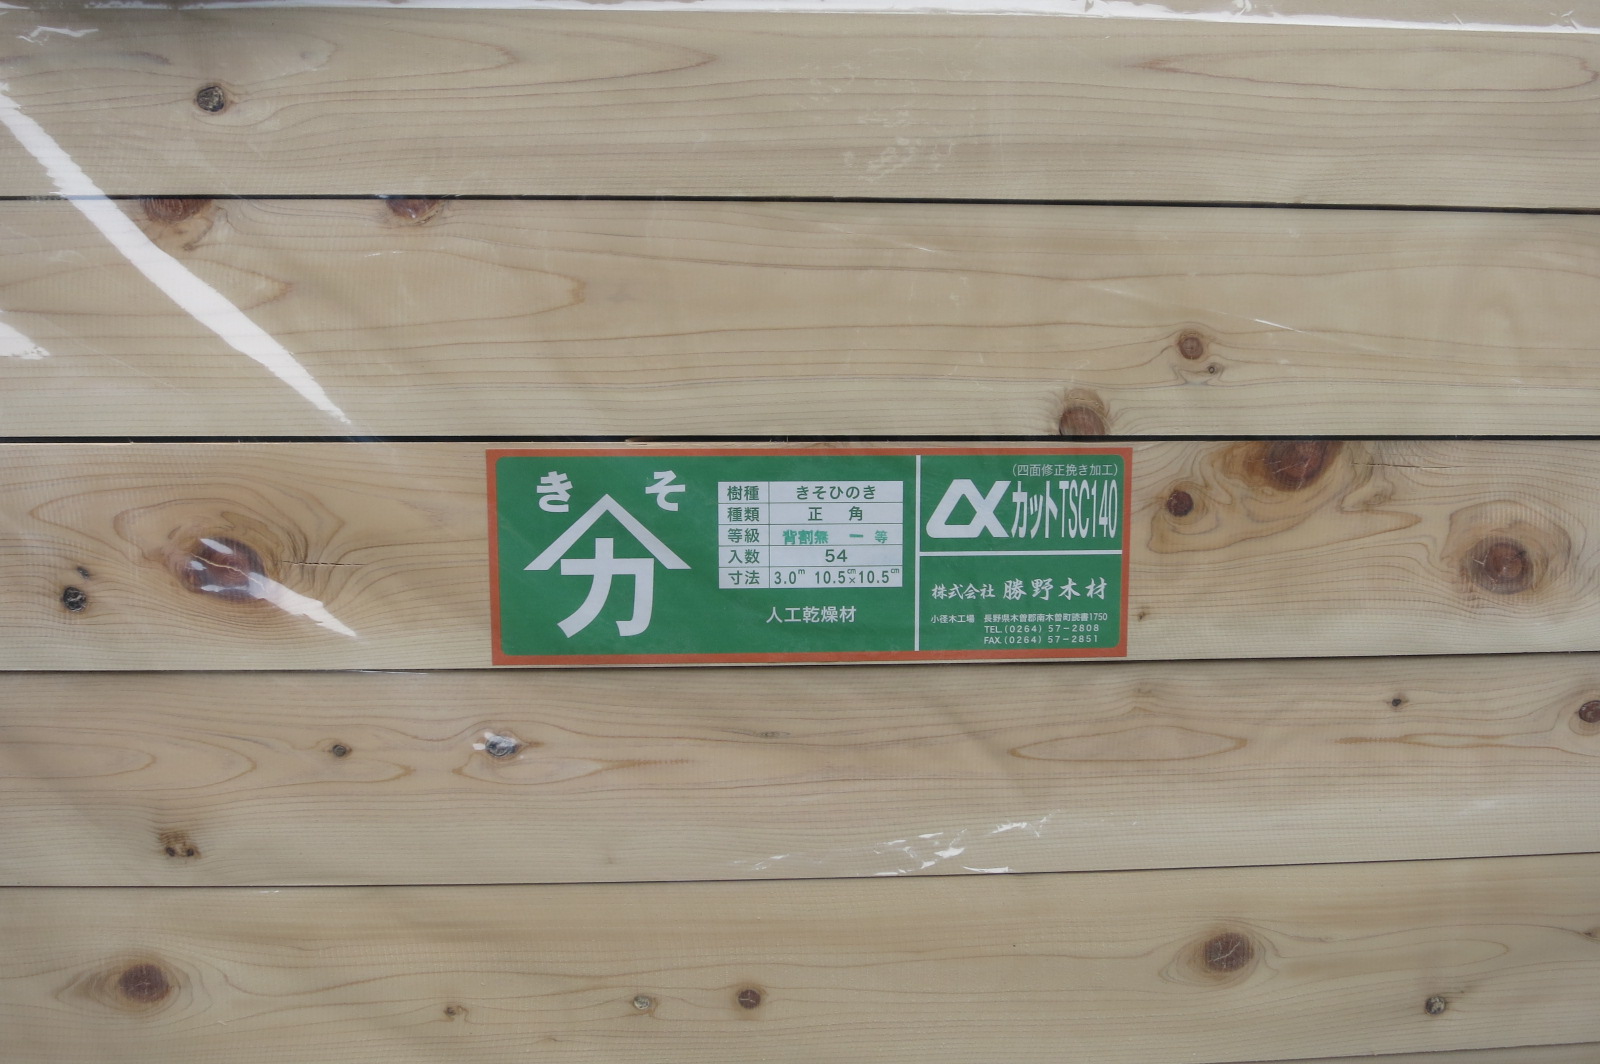 きそ
力
樹種 きそひのき
種類 正 角
等級 背割無 一 等
入数 54
寸法 3.0m 10.5cm×10.5cm
人工乾燥材
(四面修正挽き加工)
αカットTSC140
株式会社 勝野木材
小径木工場 長野県木曽郡南木曽町読書1750
TEL.(0264) 57-2808
FAX.(0264) 57-2851